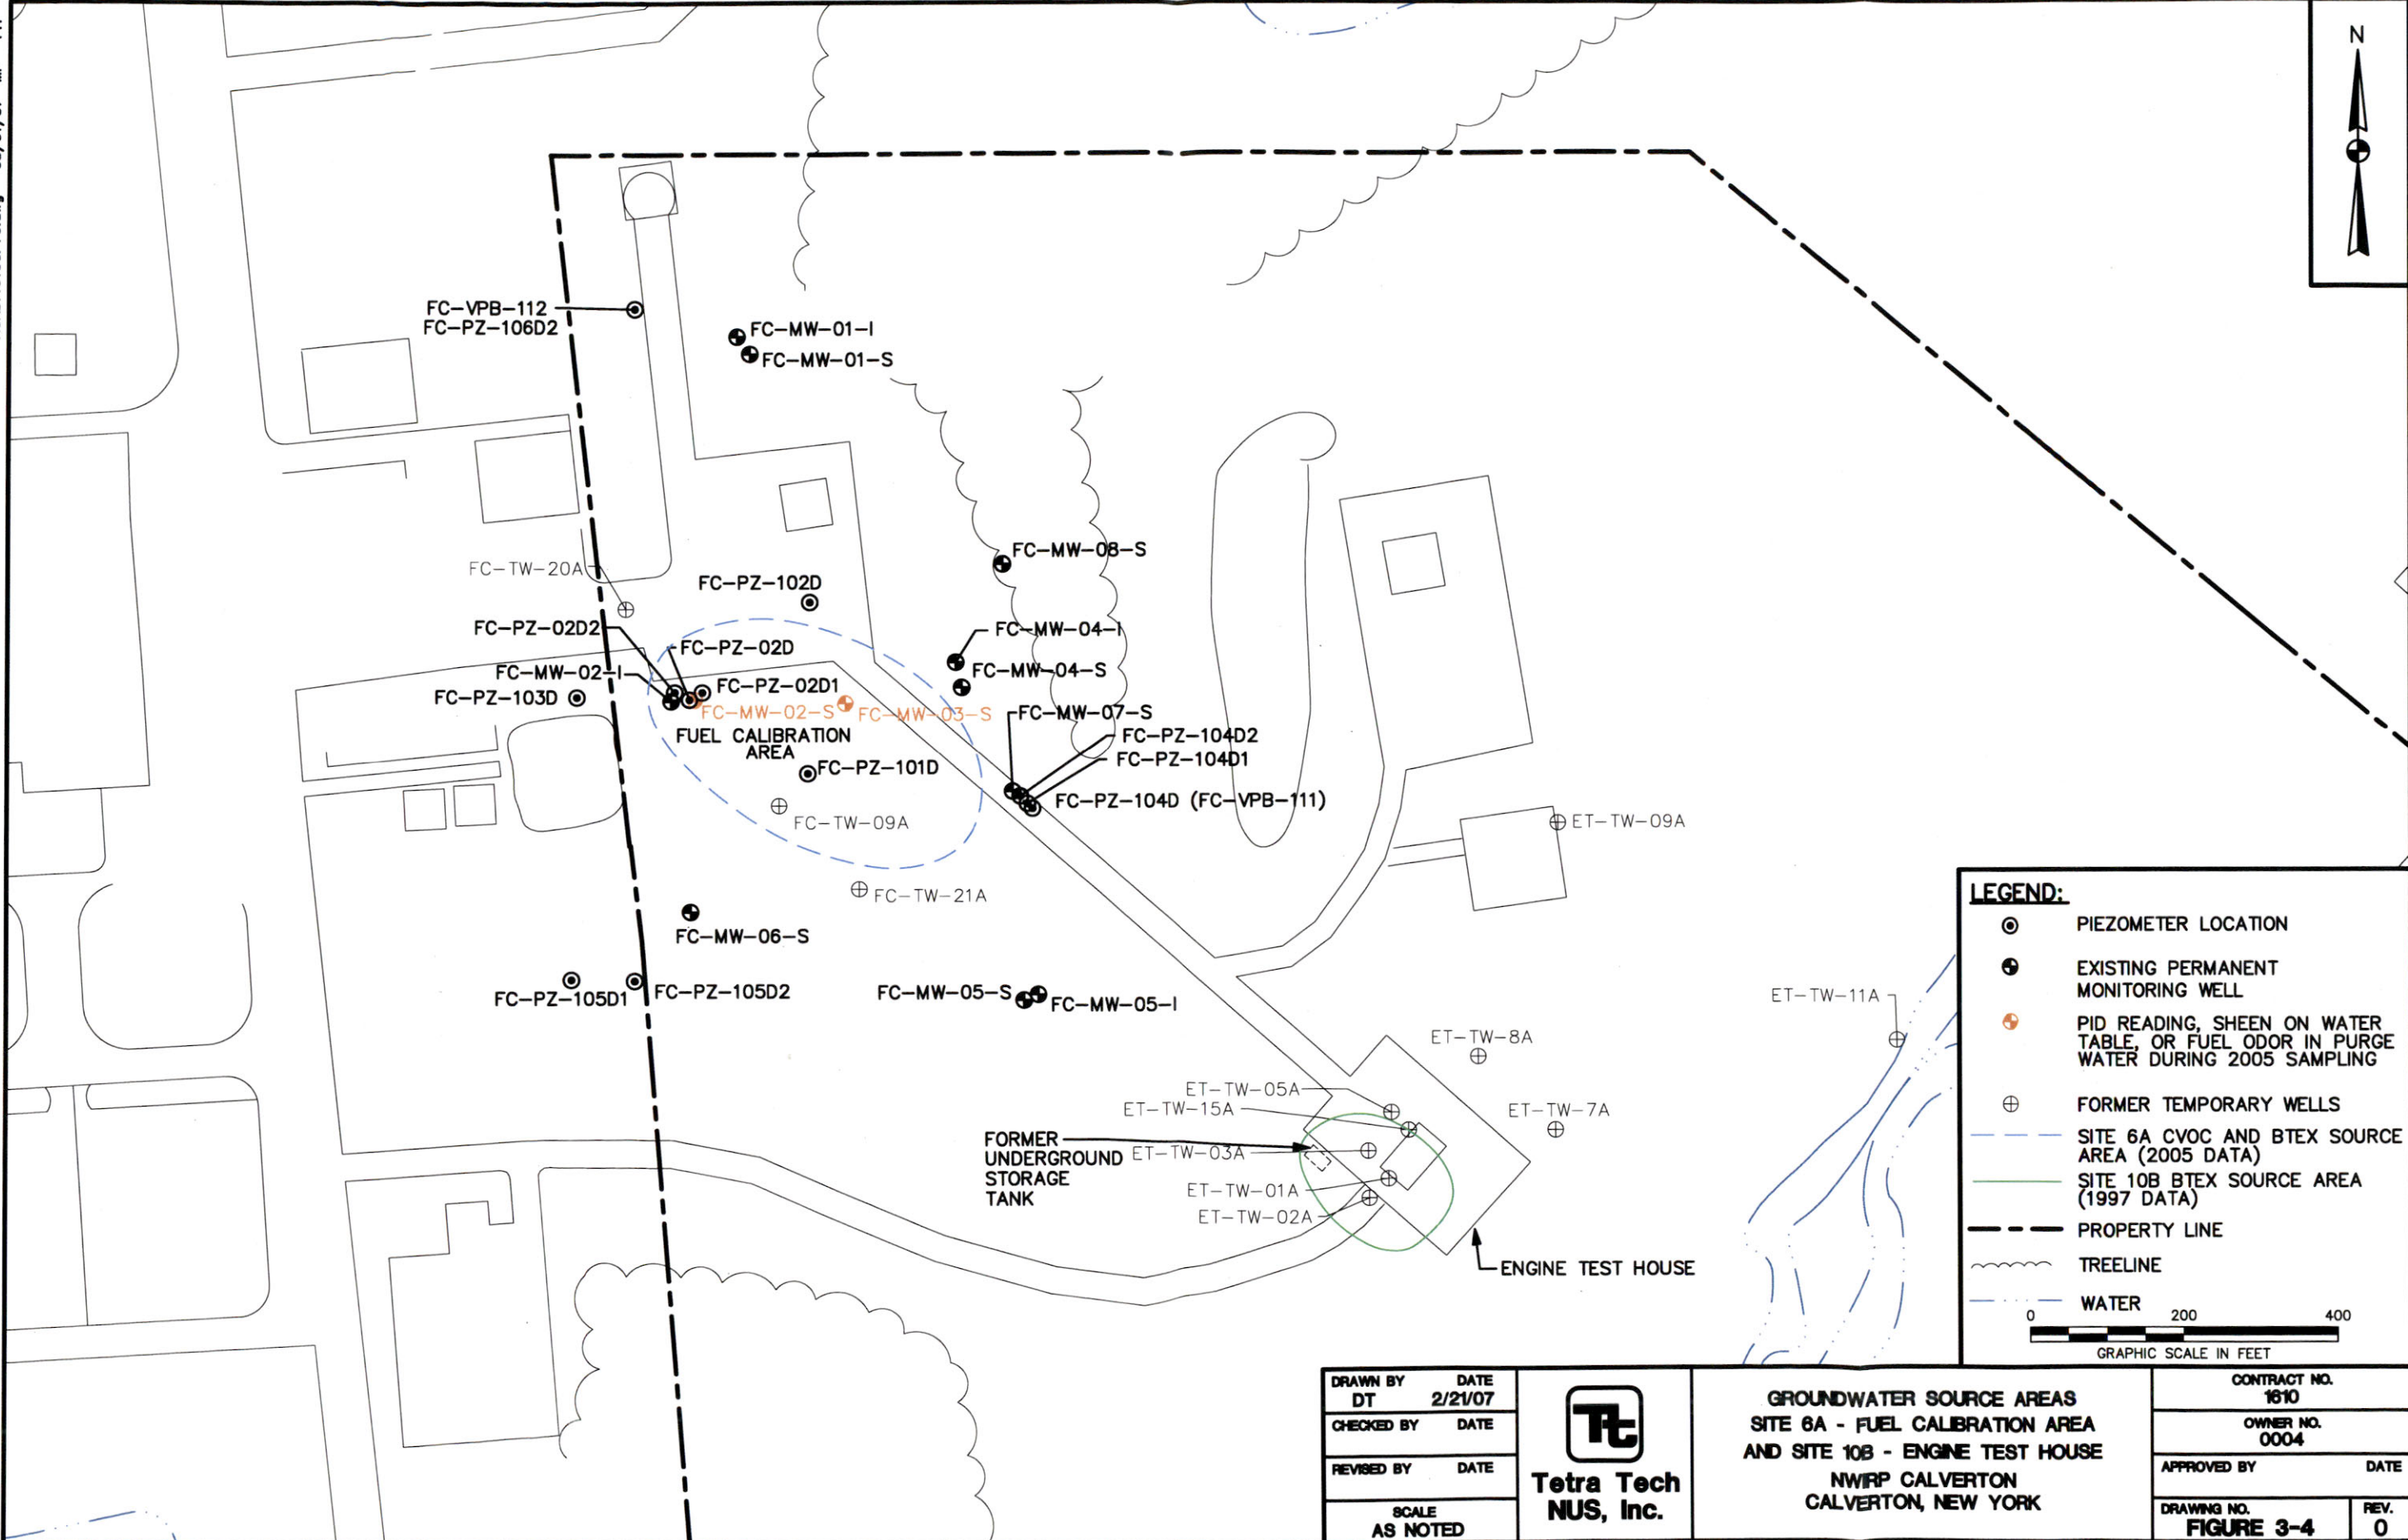 N
FC-VPB-112
FC-PZ-106D2
FC-MW-01-I
FC-MW-01-S
FC-MW-08-S
FC-TW-20A
FC-PZ-102D
FC-PZ-02D2
FC-PZ-02D
FC-MW-04-I
FC-MW-02-I
FC-MW-04-S
FC-PZ-103D
FC-PZ-02D1
FC-MW-02-S
FC-MW-03-S
FC-MW-07-S
FUEL CALIBRATION
AREA
FC-PZ-104D2
FC-PZ-104D1
FC-PZ-101D
FC-PZ-104D (FC-VPB-111)
FC-TW-09A
ET-TW-09A
FC-TW-21A
FC-MW-06-S
FC-PZ-105D1
FC-PZ-105D2
FC-MW-05-S
FC-MW-05-I
ET-TW-11A
ET-TW-8A
ET-TW-05A
ET-TW-15A
ET-TW-7A
FORMER
UNDERGROUND
STORAGE
TANK
ET-TW-03A
ET-TW-01A
ET-TW-02A
ENGINE TEST HOUSE
LEGEND:
PIEZOMETER LOCATION
EXISTING PERMANENT
MONITORING WELL
PID READING, SHEEN ON WATER
TABLE, OR FUEL ODOR IN PURGE
WATER DURING 2005 SAMPLING
FORMER TEMPORARY WELLS
SITE 6A CVOC AND BTEX SOURCE
AREA (2005 DATA)
SITE 10B BTEX SOURCE AREA
(1997 DATA)
PROPERTY LINE
TREELINE
WATER
0 200 400
GRAPHIC SCALE IN FEET
DRAWN BY DATE
DT 2/21/07
CHECKED BY DATE
REVISED BY DATE
SCALE
AS NOTED
Tetra Tech
NUS, Inc.
GROUNDWATER SOURCE AREAS
SITE 6A - FUEL CALIBRATION AREA
AND SITE 10B - ENGINE TEST HOUSE
NWIRP CALVERTON
CALVERTON, NEW YORK
CONTRACT NO.
1610
OWNER NO.
0004
APPROVED BY DATE
DRAWING NO.
FIGURE 3-4
REV.
0